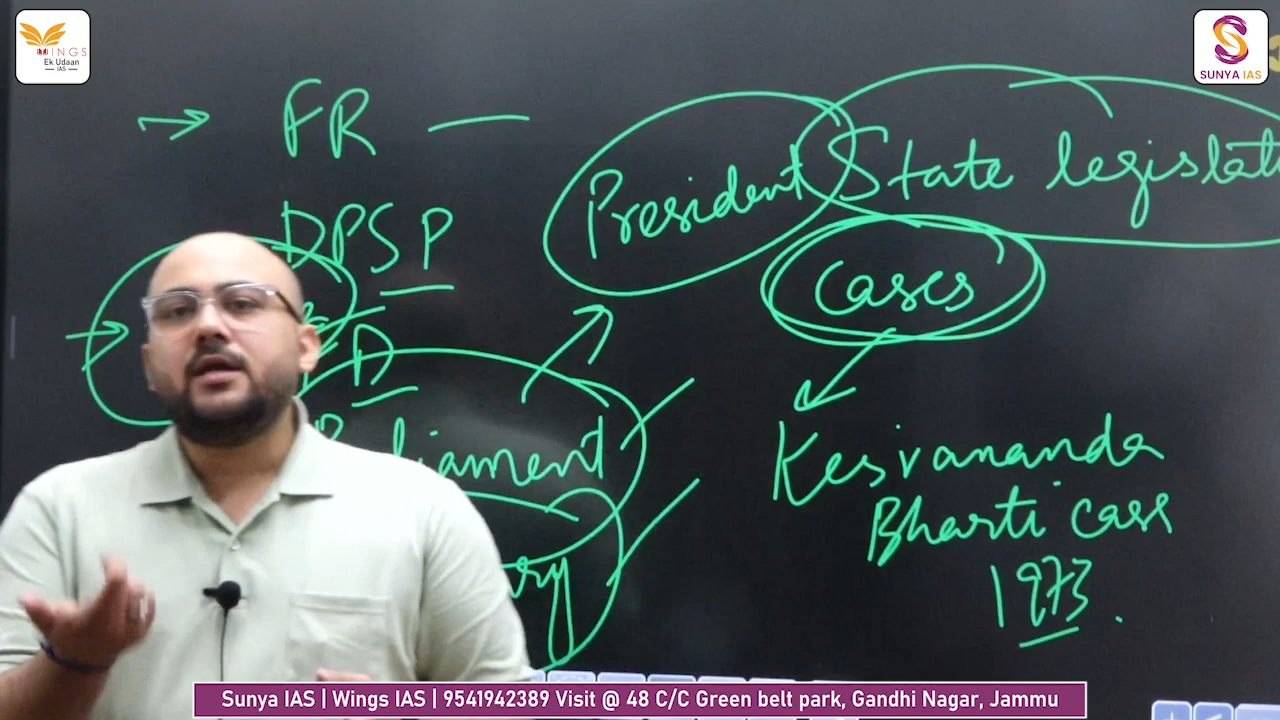 WINGS
Ek Udaan
IAS
SUNYA IAS
→ FR —
President
State legislat
DPSP
cases
D
Kesvananda
Bharti case
1973.
Sunya IAS | Wings IAS | 9541942389 Visit @ 48 C/C Green belt park, Gandhi Nagar, Jammu